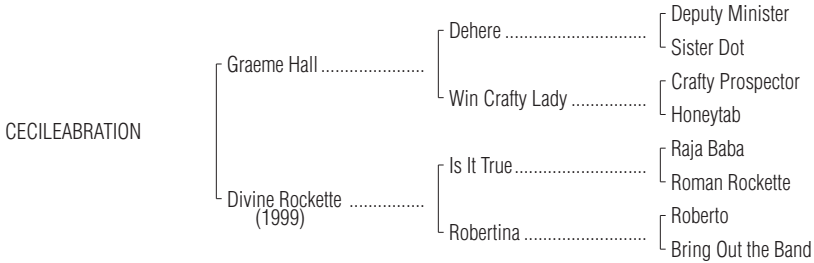 Deputy Minister
Dehere ..............................
Sister Dot
Graeme Hall ......................
Crafty Prospector
Win Crafty Lady ................
Honeytab
CECILEABRATION
Raja Baba
Is It True ............................
Roman Rockette
Divine Rockette ................
(1999)
Roberto
Robertina ..........................
Bring Out the Band